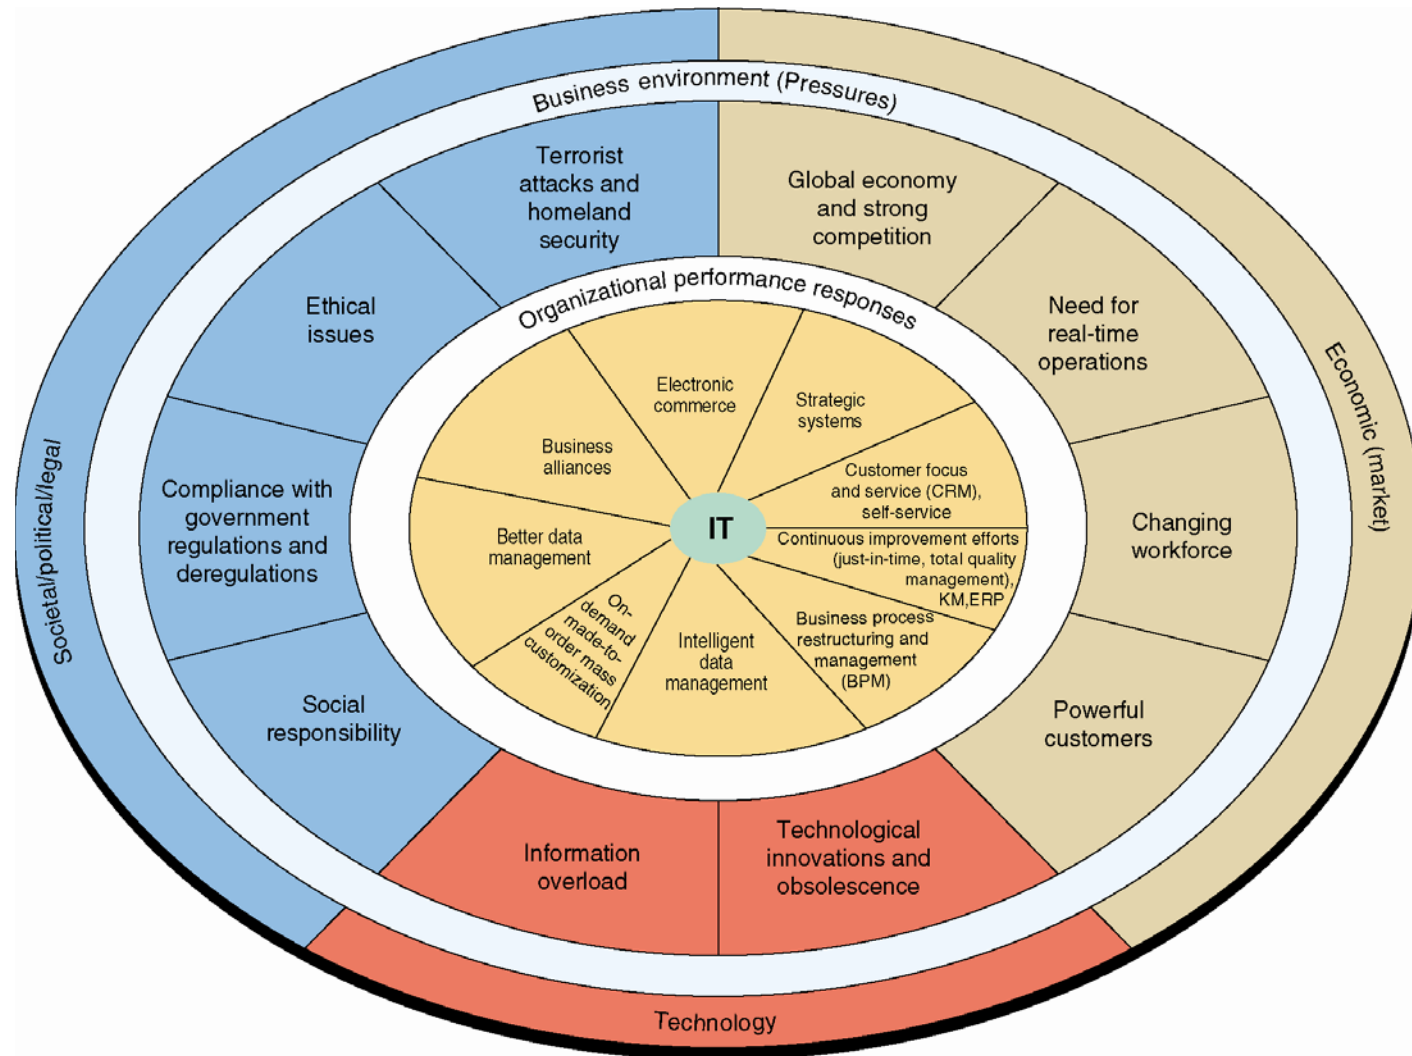 Business environment (Pressures)
Terrorist
attacks and
homeland
security
Global economy
and strong
competition
Ethical
issues
Organizational performance responses
Need for
real-time
operations
Economic (market)
Electronic
commerce
Strategic
systems
Business
alliances
Customer focus
and service (CRM),
self-service
Societal/political/legal
Compliance with
government
regulations and
deregulations
Better data
management
IT
Continuous improvement efforts
(just-in-time, total quality
management),
KM,ERP
Changing
workforce
On-
demand
made-to-
order mass
customization
Intelligent
data
management
Business process
restructuring and
management
(BPM)
Social
responsibility
Powerful
customers
Information
overload
Technological
innovations and
obsolescence
Technology